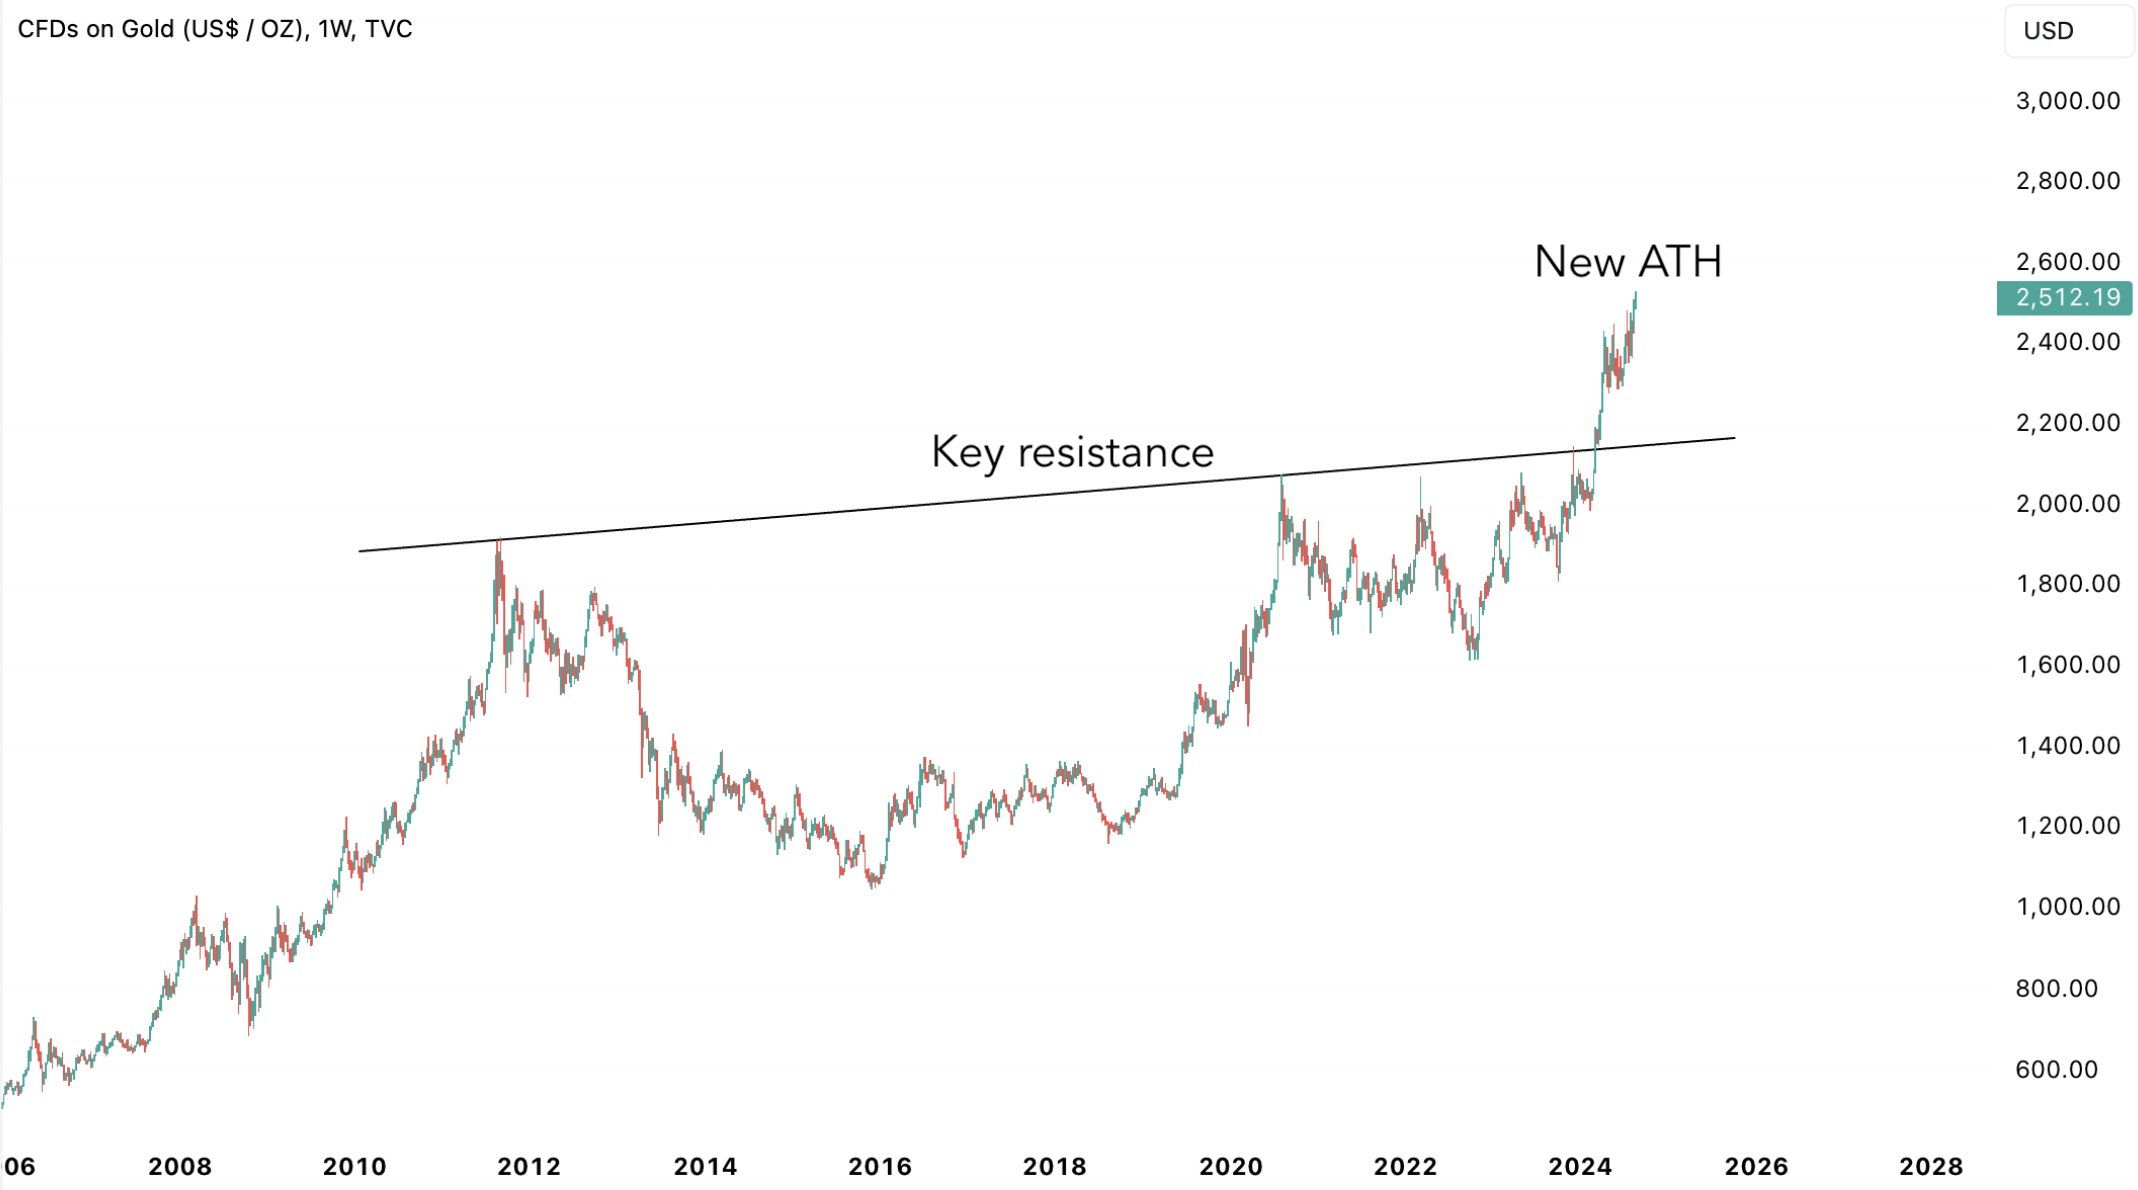 CFDs on Gold (US$ / OZ), 1W, TVC
USD
3,000.00
2,800.00
New ATH
2,600.00
2,512.19
2,400.00
2,200.00
Key resistance
2,000.00
1,800.00
1,600.00
1,400.00
1,200.00
1,000.00
800.00
600.00
06 2008 2010 2012 2014 2016 2018 2020 2022 2024 2026 2028